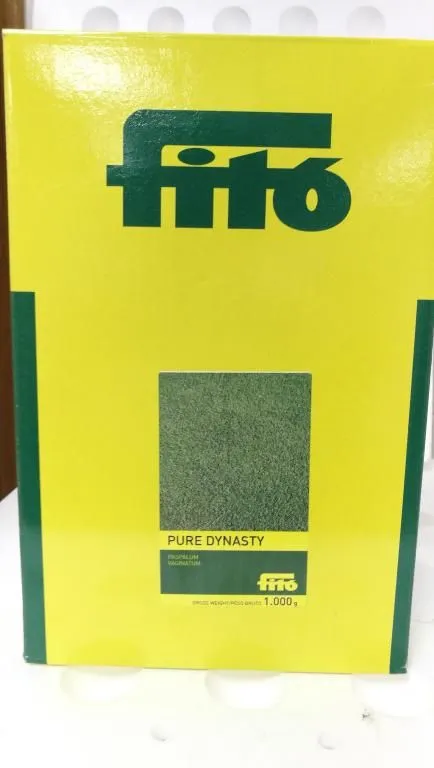 Fitó
PURE DYNASTY
PASPALUM
VAGINATUM
Fitó
GROSS WEIGHT/PESO BRUTO 1.000 g